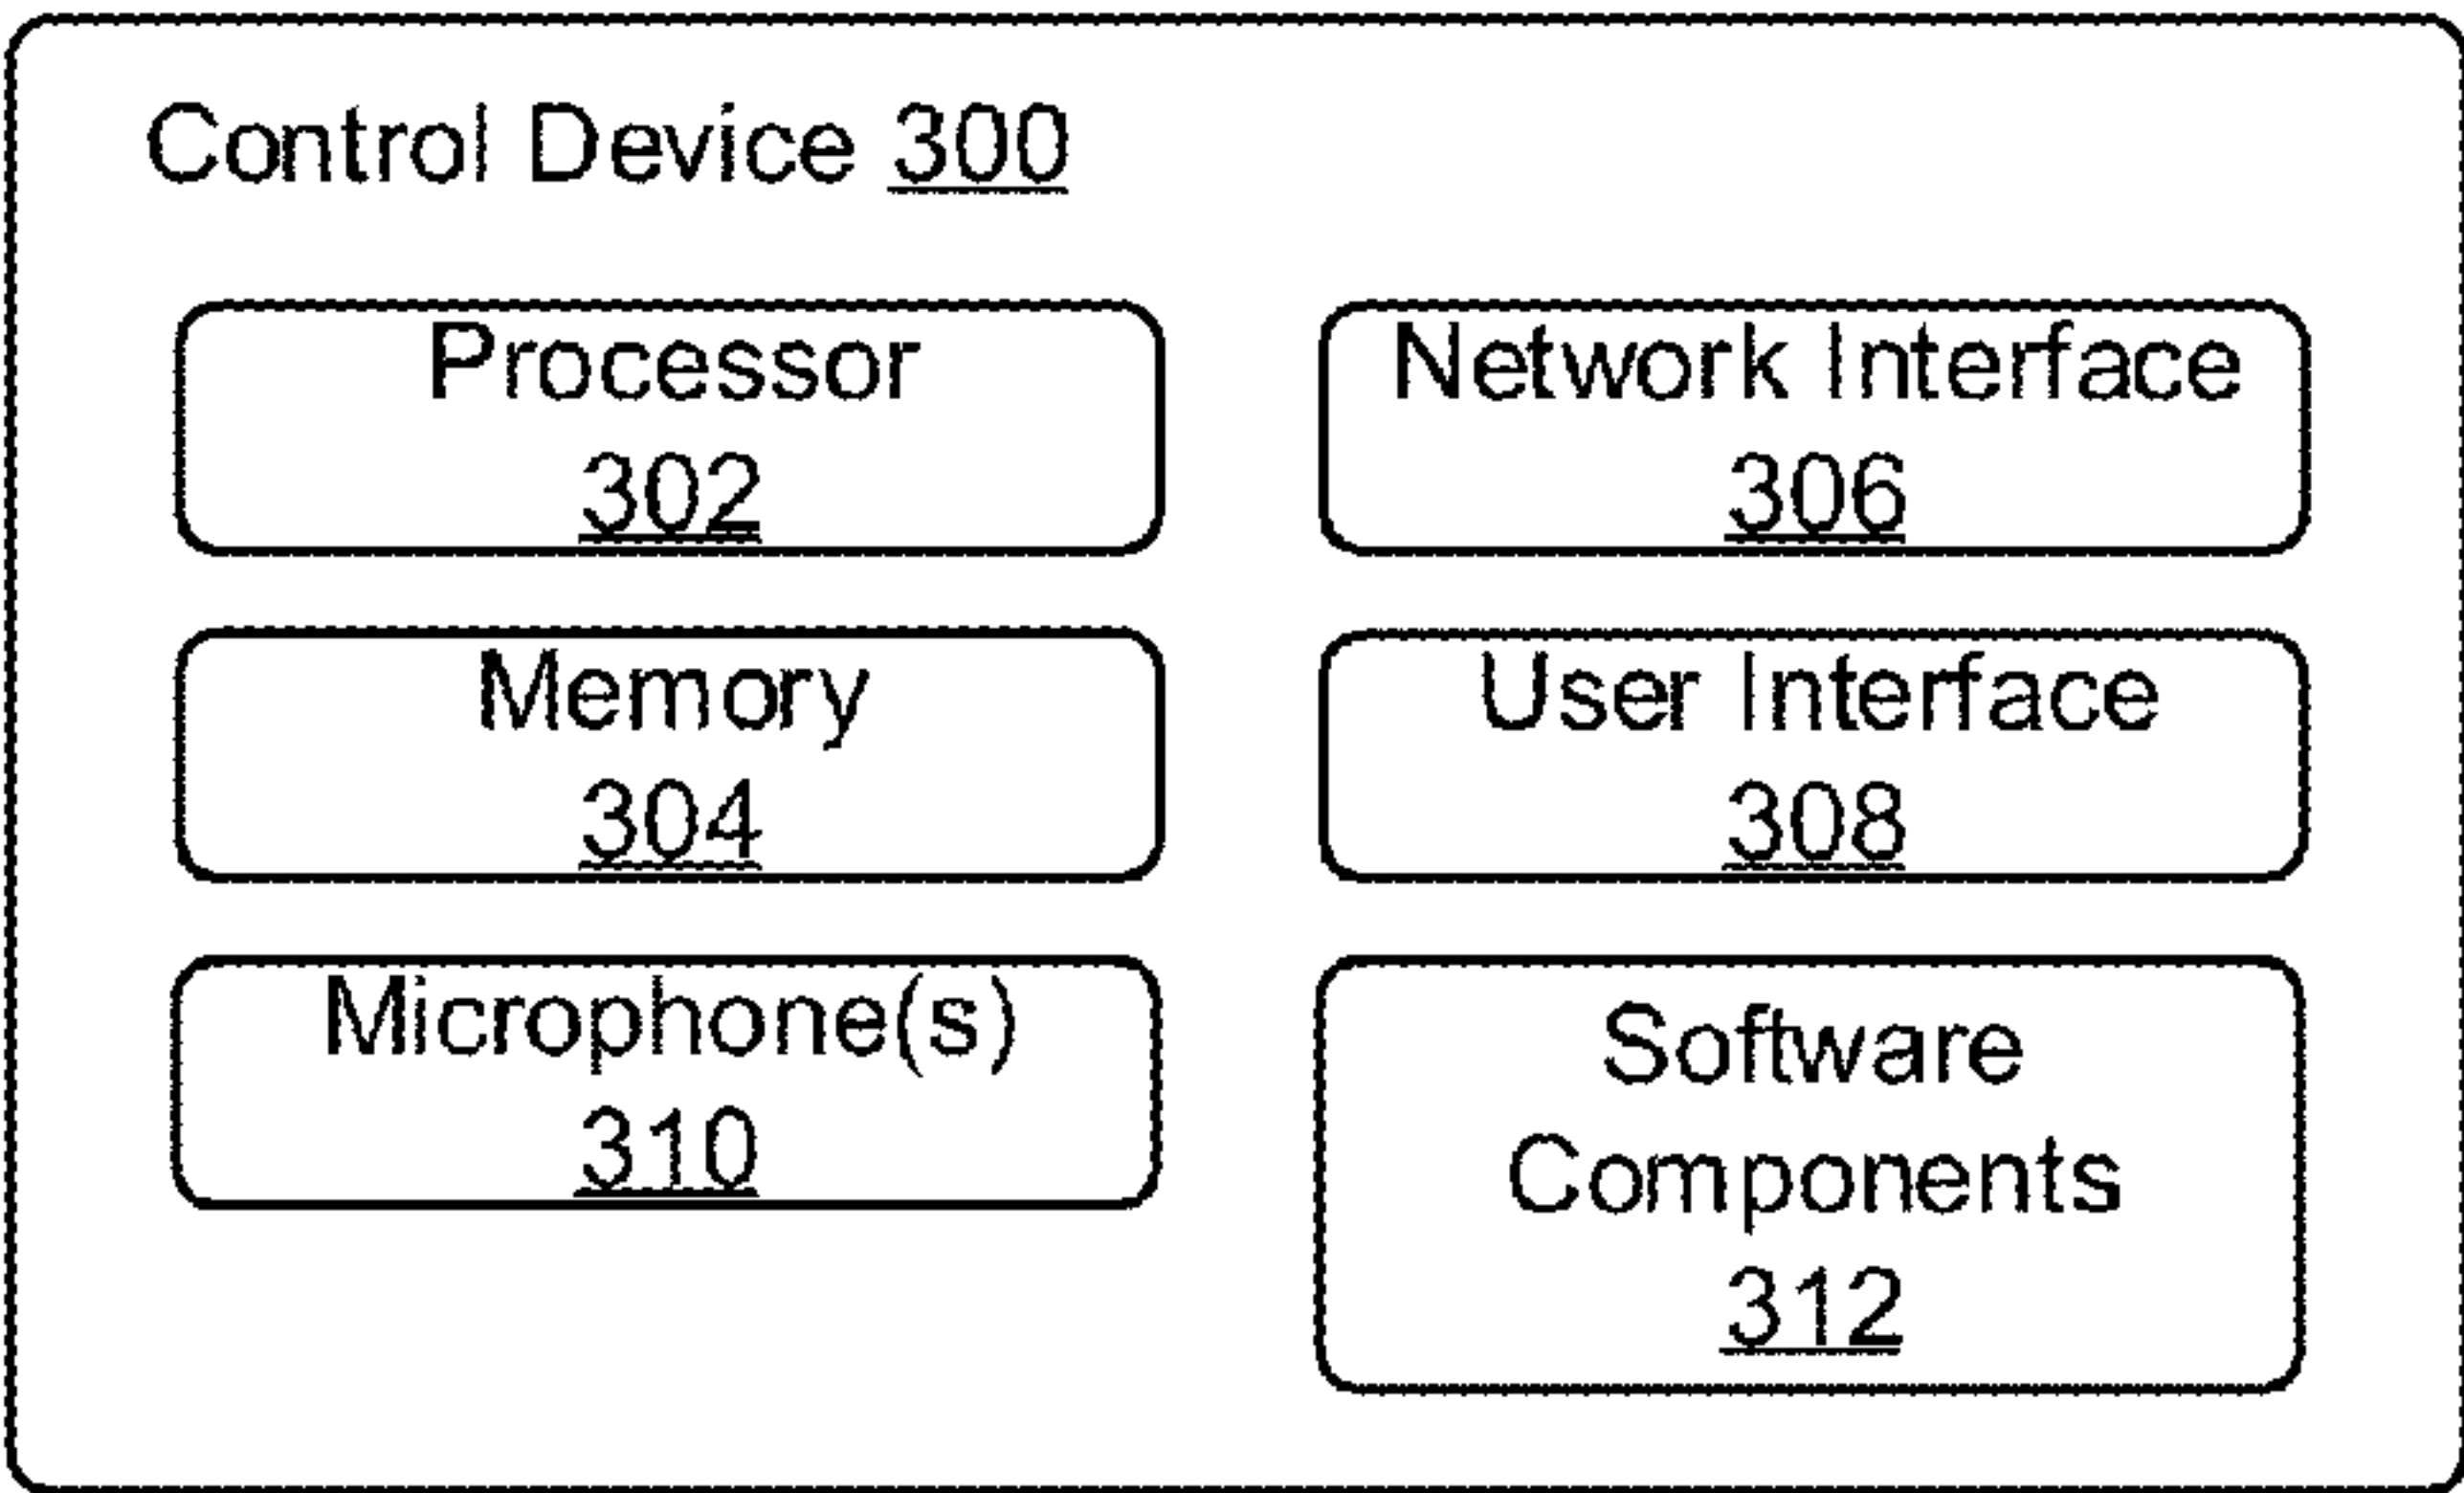 Control Device 300
Processor
302
Network Interface
306
Memory
304
User Interface
308
Microphone(s)
310
Software
Components
312